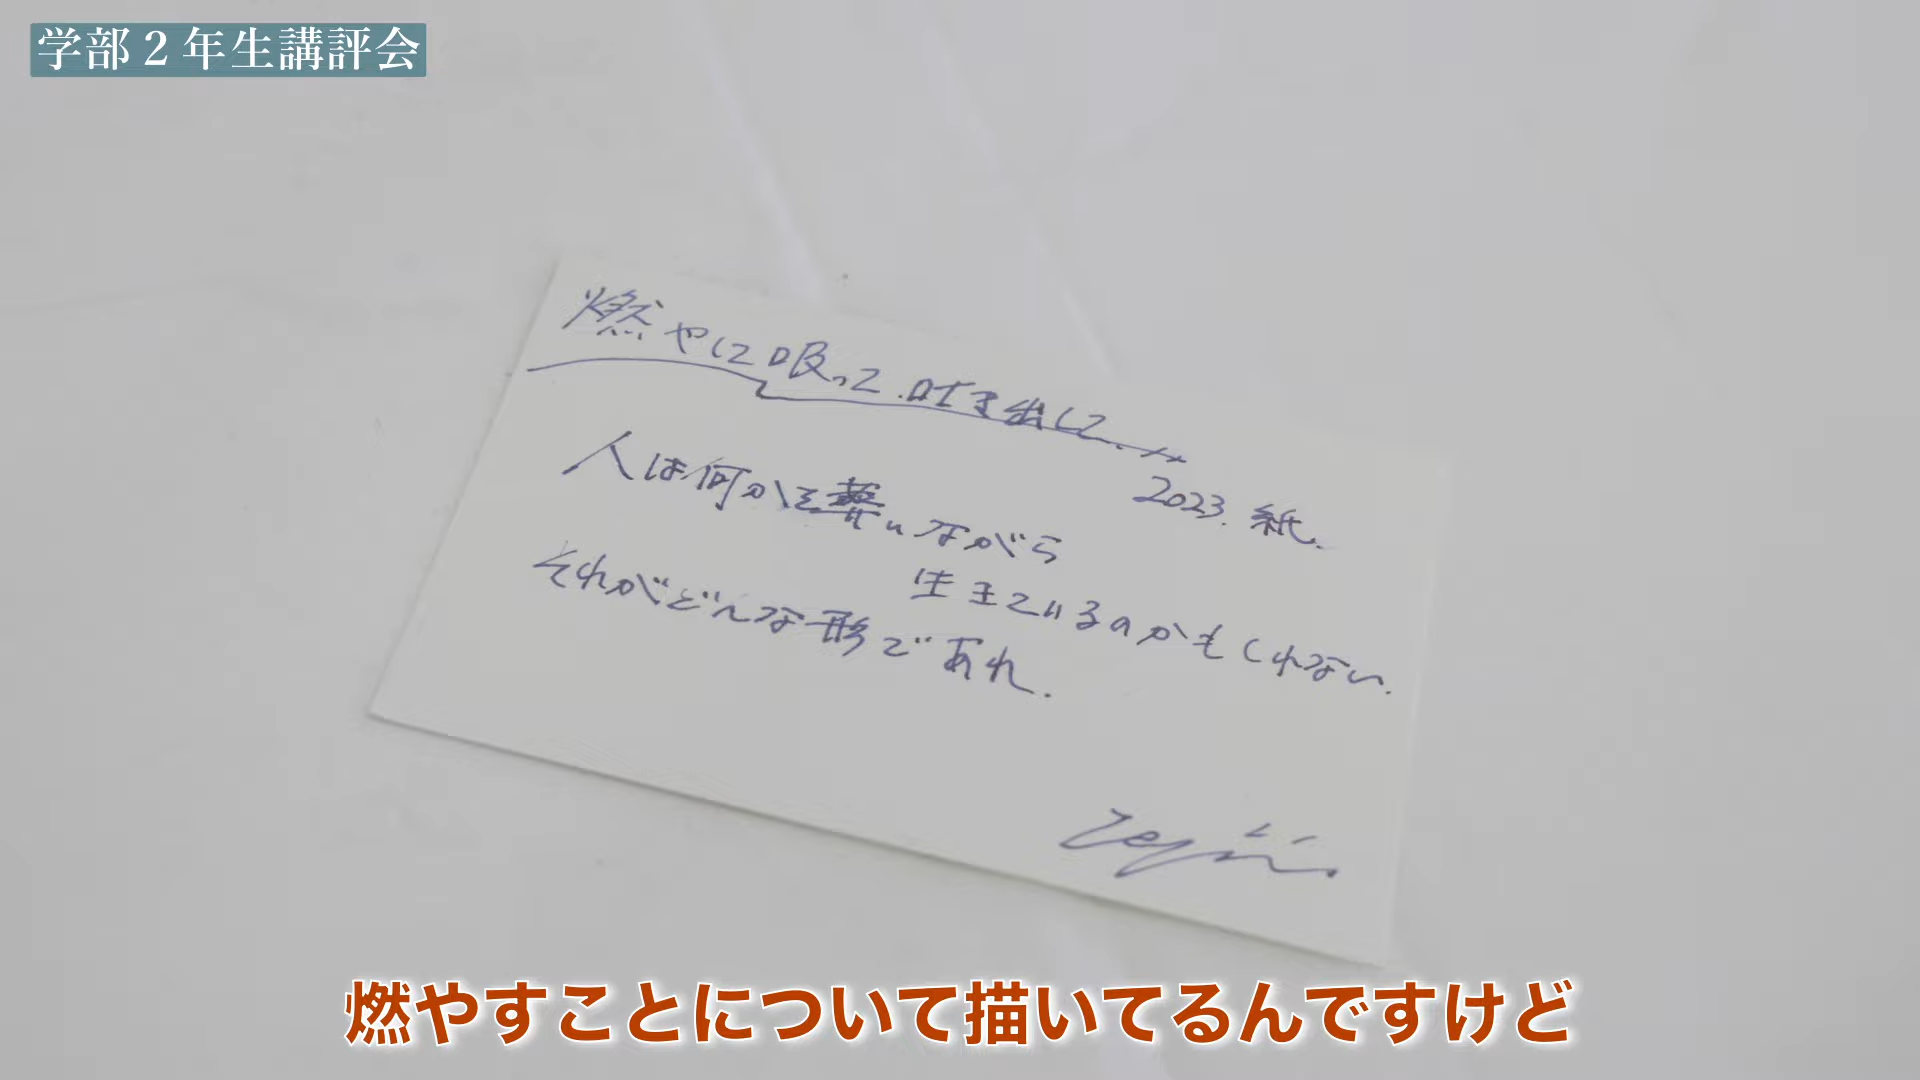 学部2年生講評会
燃やして吸って.吐き出して.
2023. 紙.
人は何かを葬いながら
生きているのかもしれない.
それがどんな形であれ.
燃やすことについて描いてるんですけど